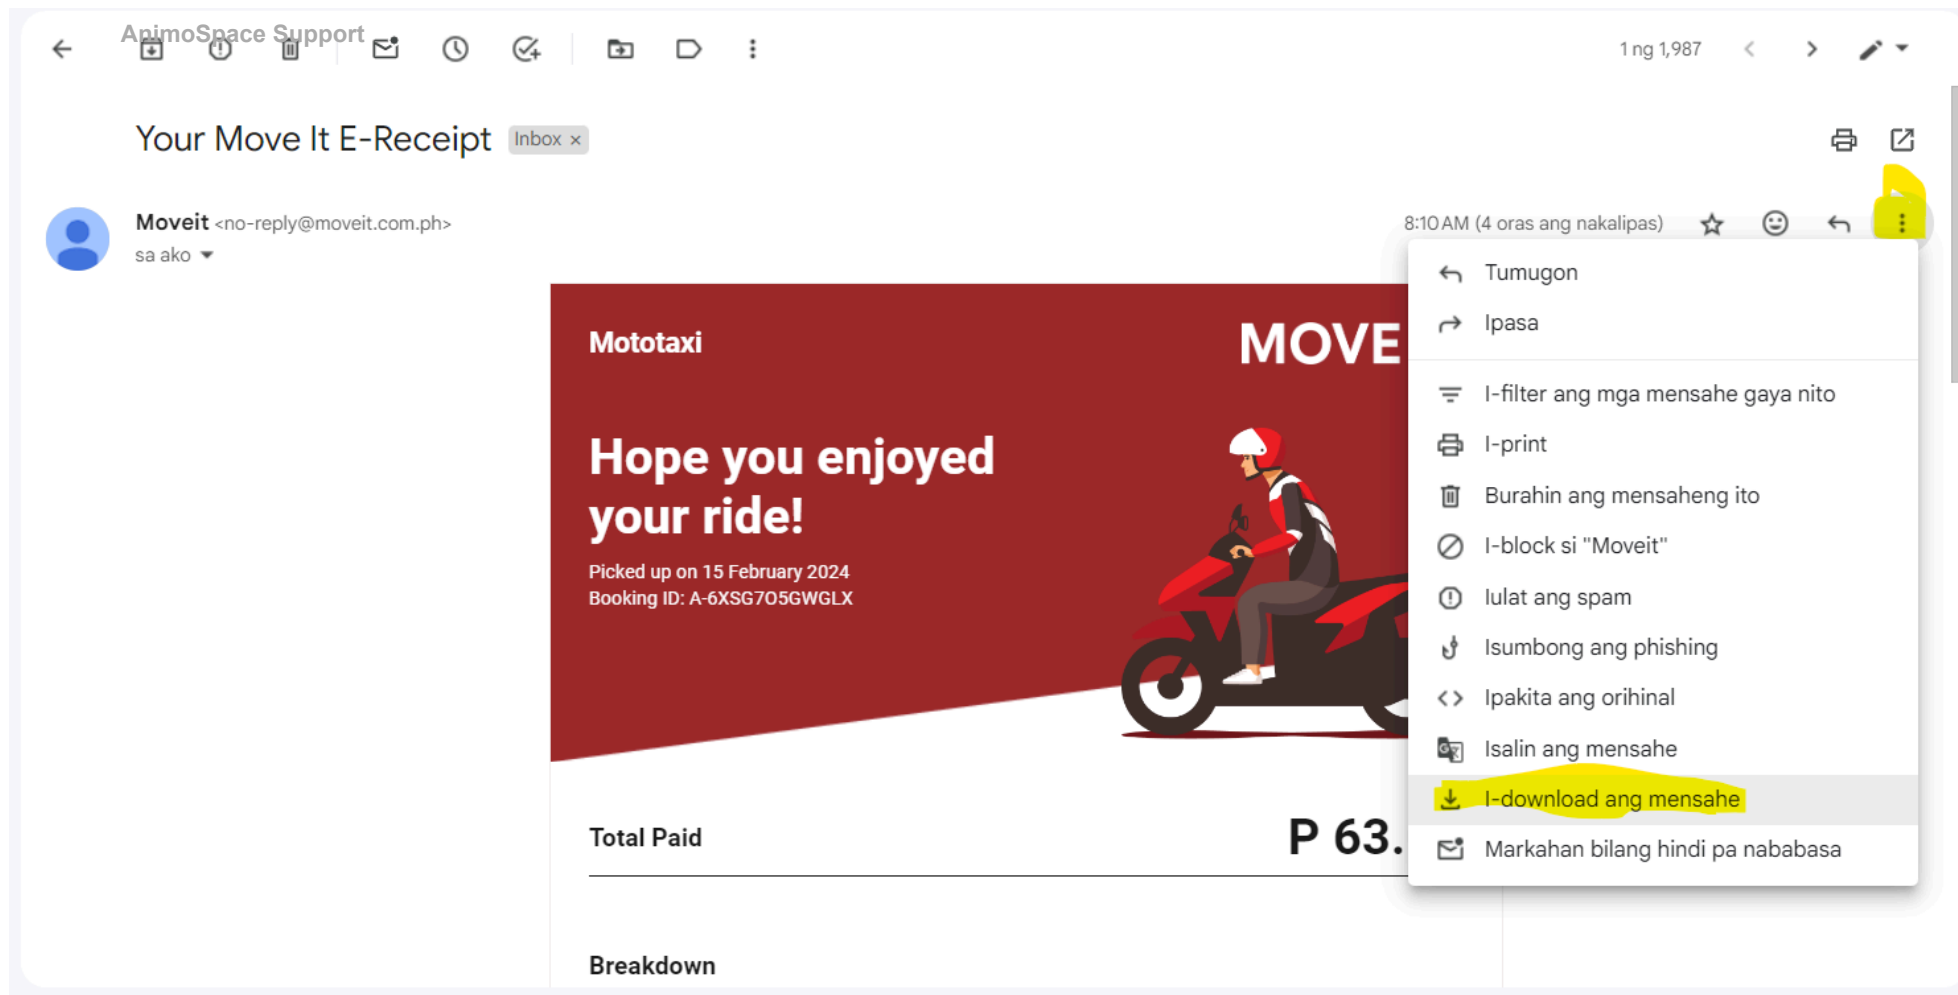 AnimoSpace Support
1 ng 1,987
Your Move It E-Receipt
Inbox ×
Moveit <no-reply@moveit.com.ph>
8:10 AM (4 oras ang nakalipas)
sa ako
Mototaxi
MOVE
Hope you enjoyed
your ride!
Picked up on 15 February 2024
Booking ID: A-6XSG7O5GWGLX
Total Paid
P 63.
Breakdown
Tumugon
Ipasa
I-filter ang mga mensahe gaya nito
I-print
Burahin ang mensaheng ito
I-block si "Moveit"
Iulat ang spam
Isumbong ang phishing
Ipakita ang orihinal
Isalin ang mensahe
I-download ang mensahe
Markahan bilang hindi pa nababasa